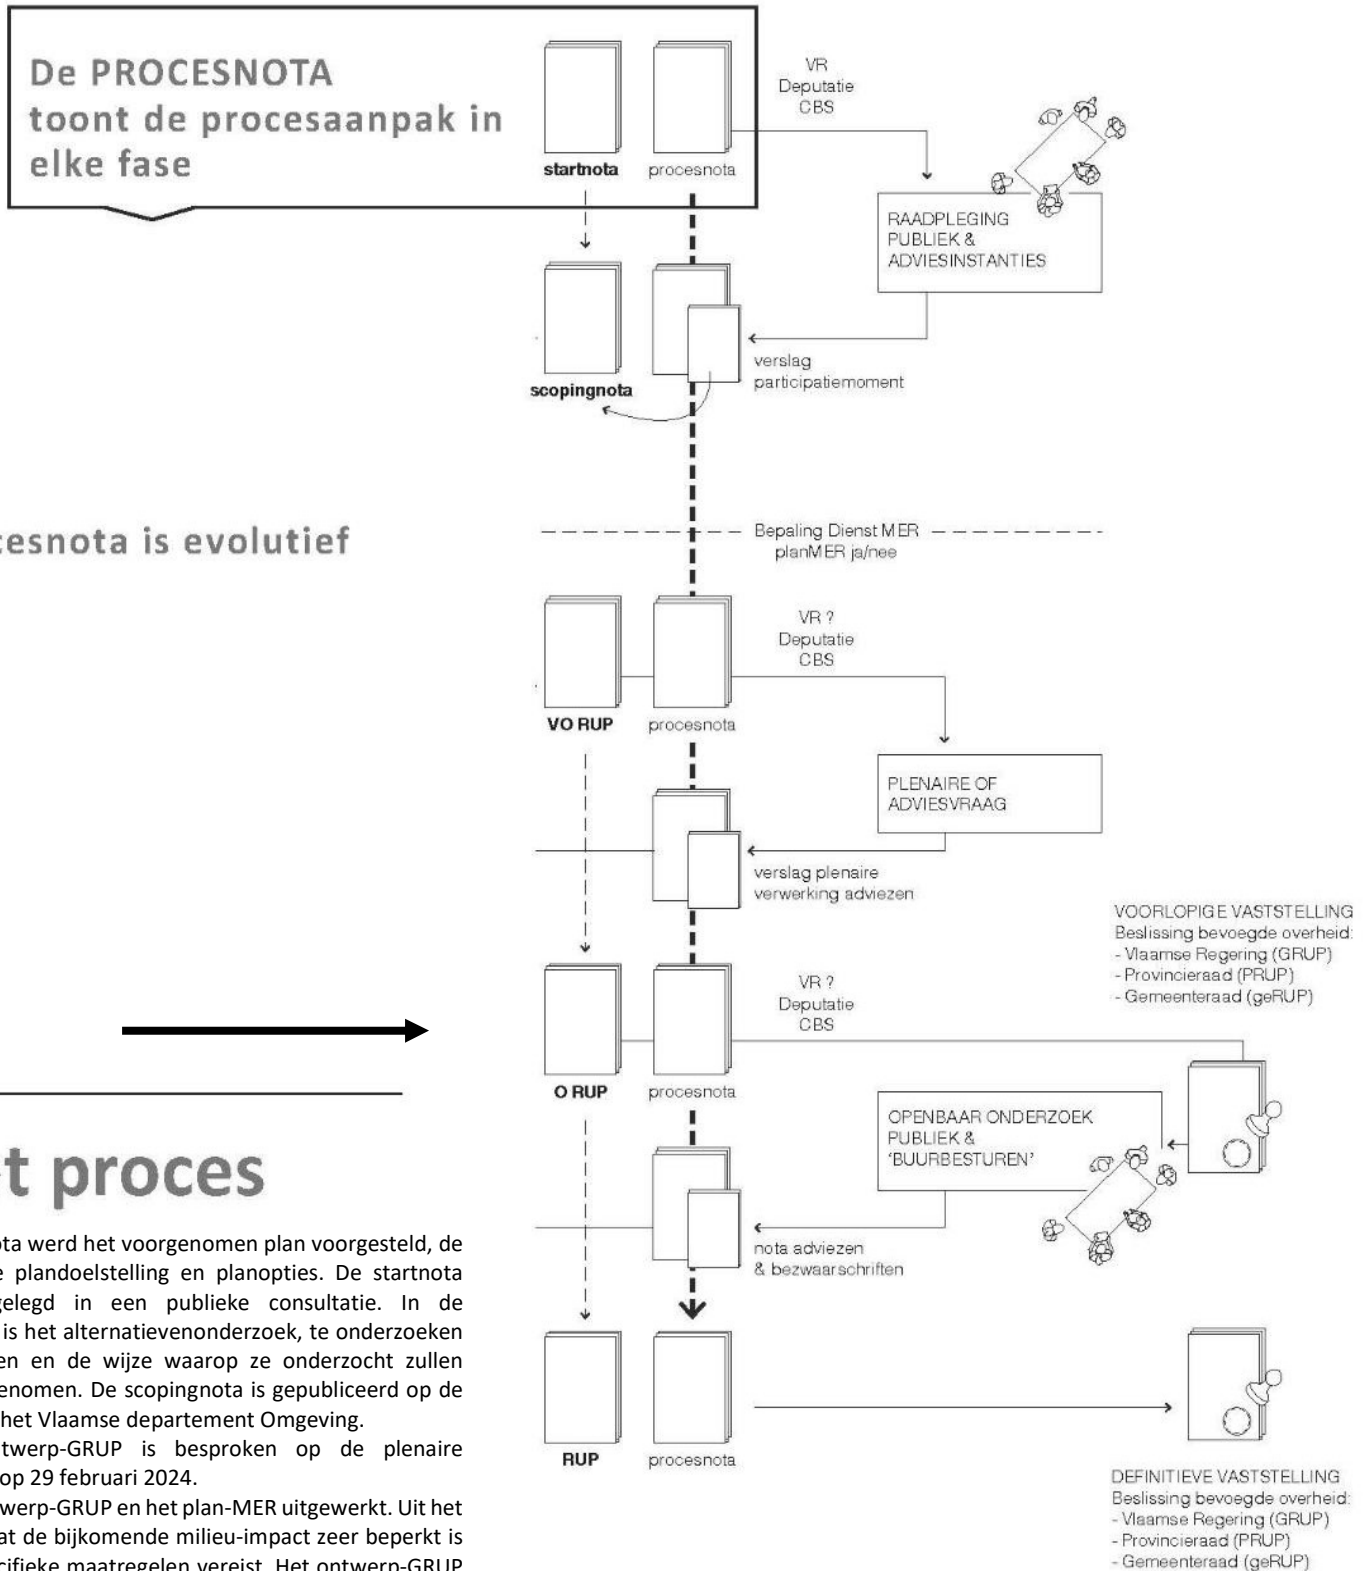 De PROCESNOTA
toont de procesaanpak in
elke fase
startnota
procesnota
VR
Deputatie
CBS
RAADPLEGING
PUBLIEK &
ADVIESINSTANTIES
scopingnota
verslag
participatiemoment
cesnota is evolutief
Bepaling Dienst MER
planMER ja/nee
VR ?
Deputatie
CBS
VO RUP
procesnota
PLENAIRE OF
ADVIESVRAAG
verslag plenaire
verwerking adviezen
VOORLOPIGE VASTSTELLING
Beslissing bevoegde overheid:
- Vlaamse Regering (GRUP)
- Provincieraad (PRUP)
- Gemeenteraad (geRUP)
VR ?
Deputatie
CBS
O RUP
procesnota
OPENBAAR ONDERZOEK
PUBLIEK &
'BUURBESTUREN'
nota adviezen
& bezwaarschriften
t proces
ota werd het voorgenomen plan voorgesteld, de
e plandoelstelling en planopties. De startnota
gelegd in een publieke consultatie. In de
is het alternatievenonderzoek, te onderzoeken
en en de wijze waarop ze onderzocht zullen
enomen. De scopingnota is gepubliceerd op de
het Vlaamse departement Omgeving.
twerp-GRUP is besproken op de plenaire
op 29 februari 2024.
werp-GRUP en het plan-MER uitgewerkt. Uit het
at de bijkomende milieu-impact zeer beperkt is
cifieke maatregelen vereist. Het ontwerp-GRUP
RUP
procesnota
DEFINITIEVE VASTSTELLING
Beslissing bevoegde overheid:
- Vlaamse Regering (GRUP)
- Provincieraad (PRUP)
- Gemeenteraad (geRUP)